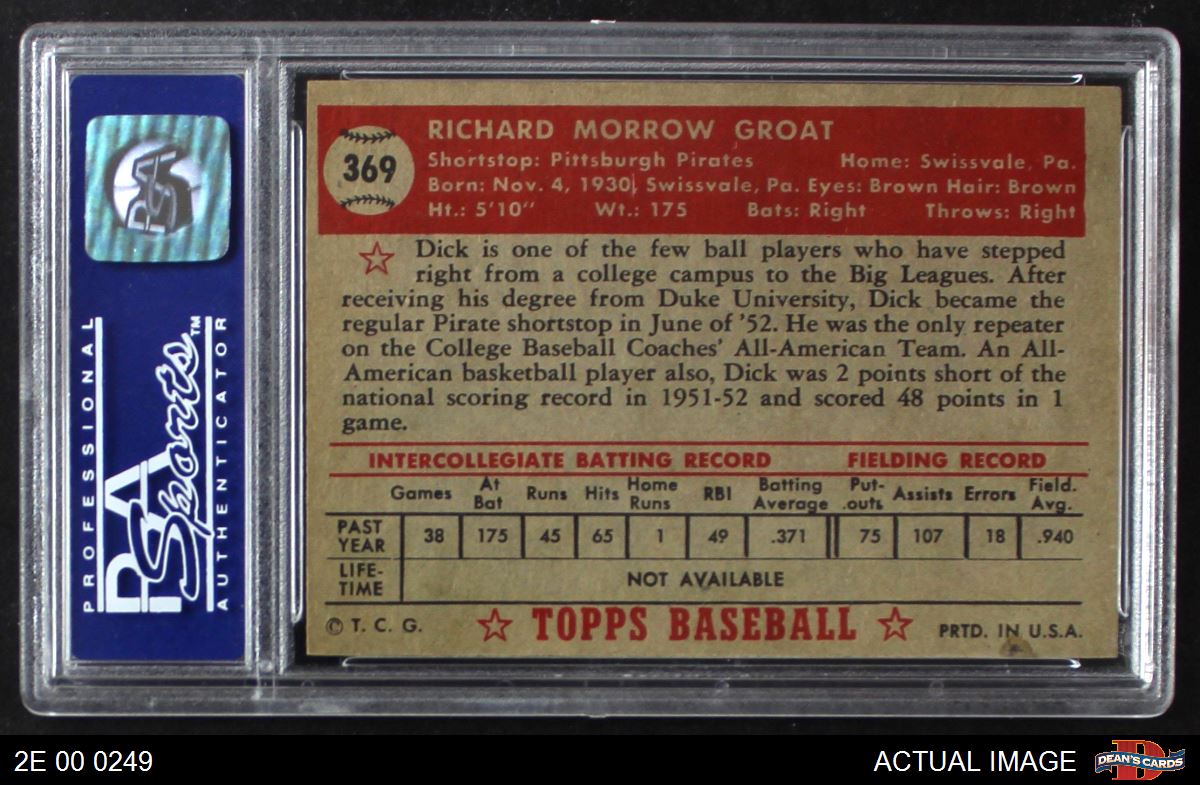 PROFESSIONAL
PSA Sports™
AUTHENTICATOR
PSA
369
RICHARD MORROW GROAT
Shortstop: Pittsburgh Pirates Home: Swissvale, Pa.
Born: Nov. 4, 1930, Swissvale, Pa. Eyes: Brown Hair: Brown
Ht.: 5'10" Wt.: 175 Bats: Right Throws: Right
Dick is one of the few ball players who have stepped
right from a college campus to the Big Leagues. After
receiving his degree from Duke University, Dick became the
regular Pirate shortstop in June of '52. He was the only repeater
on the College Baseball Coaches' All-American Team. An All-
American basketball player also, Dick was 2 points short of the
national scoring record in 1951-52 and scored 48 points in 1
game.
INTERCOLLEGIATE BATTING RECORD FIELDING RECORD
Games At Bat Runs Hits Home Runs RBI Batting Average Put-outs Assists Errors Field. Avg.
PAST YEAR 38 175 45 65 1 49 .371 75 107 18 .940
LIFE-TIME NOT AVAILABLE
© T. C. G. TOPPS BASEBALL PRTD. IN U.S.A.
2E 00 0249 ACTUAL IMAGE D DEAN'S CARDS